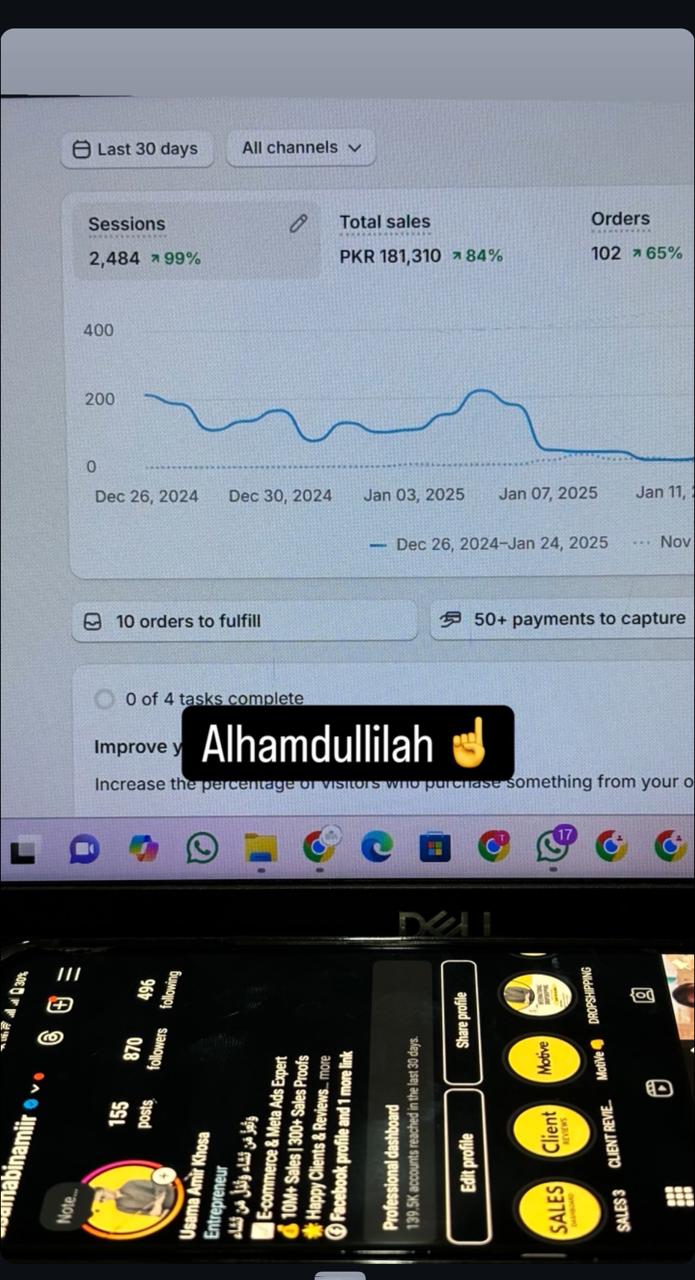 Last 30 days
All channels
Sessions
2,484 ↗ 99%
Total sales
PKR 181,310 ↗ 84%
Orders
102 ↗ 65%
400
200
0
Dec 26, 2024
Dec 30, 2024
Jan 03, 2025
Jan 07, 2025
Jan 11,
Dec 26, 2024–Jan 24, 2025
Nov
10 orders to fulfill
50+ payments to capture
0 of 4 tasks complete
Improve y
Alhamdullilah ☝️
Increase the percentage of visitors who purchase something from your o
17
DELL
30%
155
posts
870
followers
496
following
Note...
Usama Amir Khosa
Entrepreneur
وَتُعِزُّ مَن تَشَاء وَتُذِلُّ مَن تَشَاء
E-commerce & Meta Ads Expert
10M+ Sales | 300+ Sales Proofs
Happy Clients & Reviews... more
Facebook profile and 1 more link
Professional dashboard
139.5K accounts reached in the last 30 days.
Edit profile
Share profile
SALES
DASHBOARD
SALES 3
Client
REVIEWS
CLIENT REVIE...
Motive
Motive
DROPSHIPPING